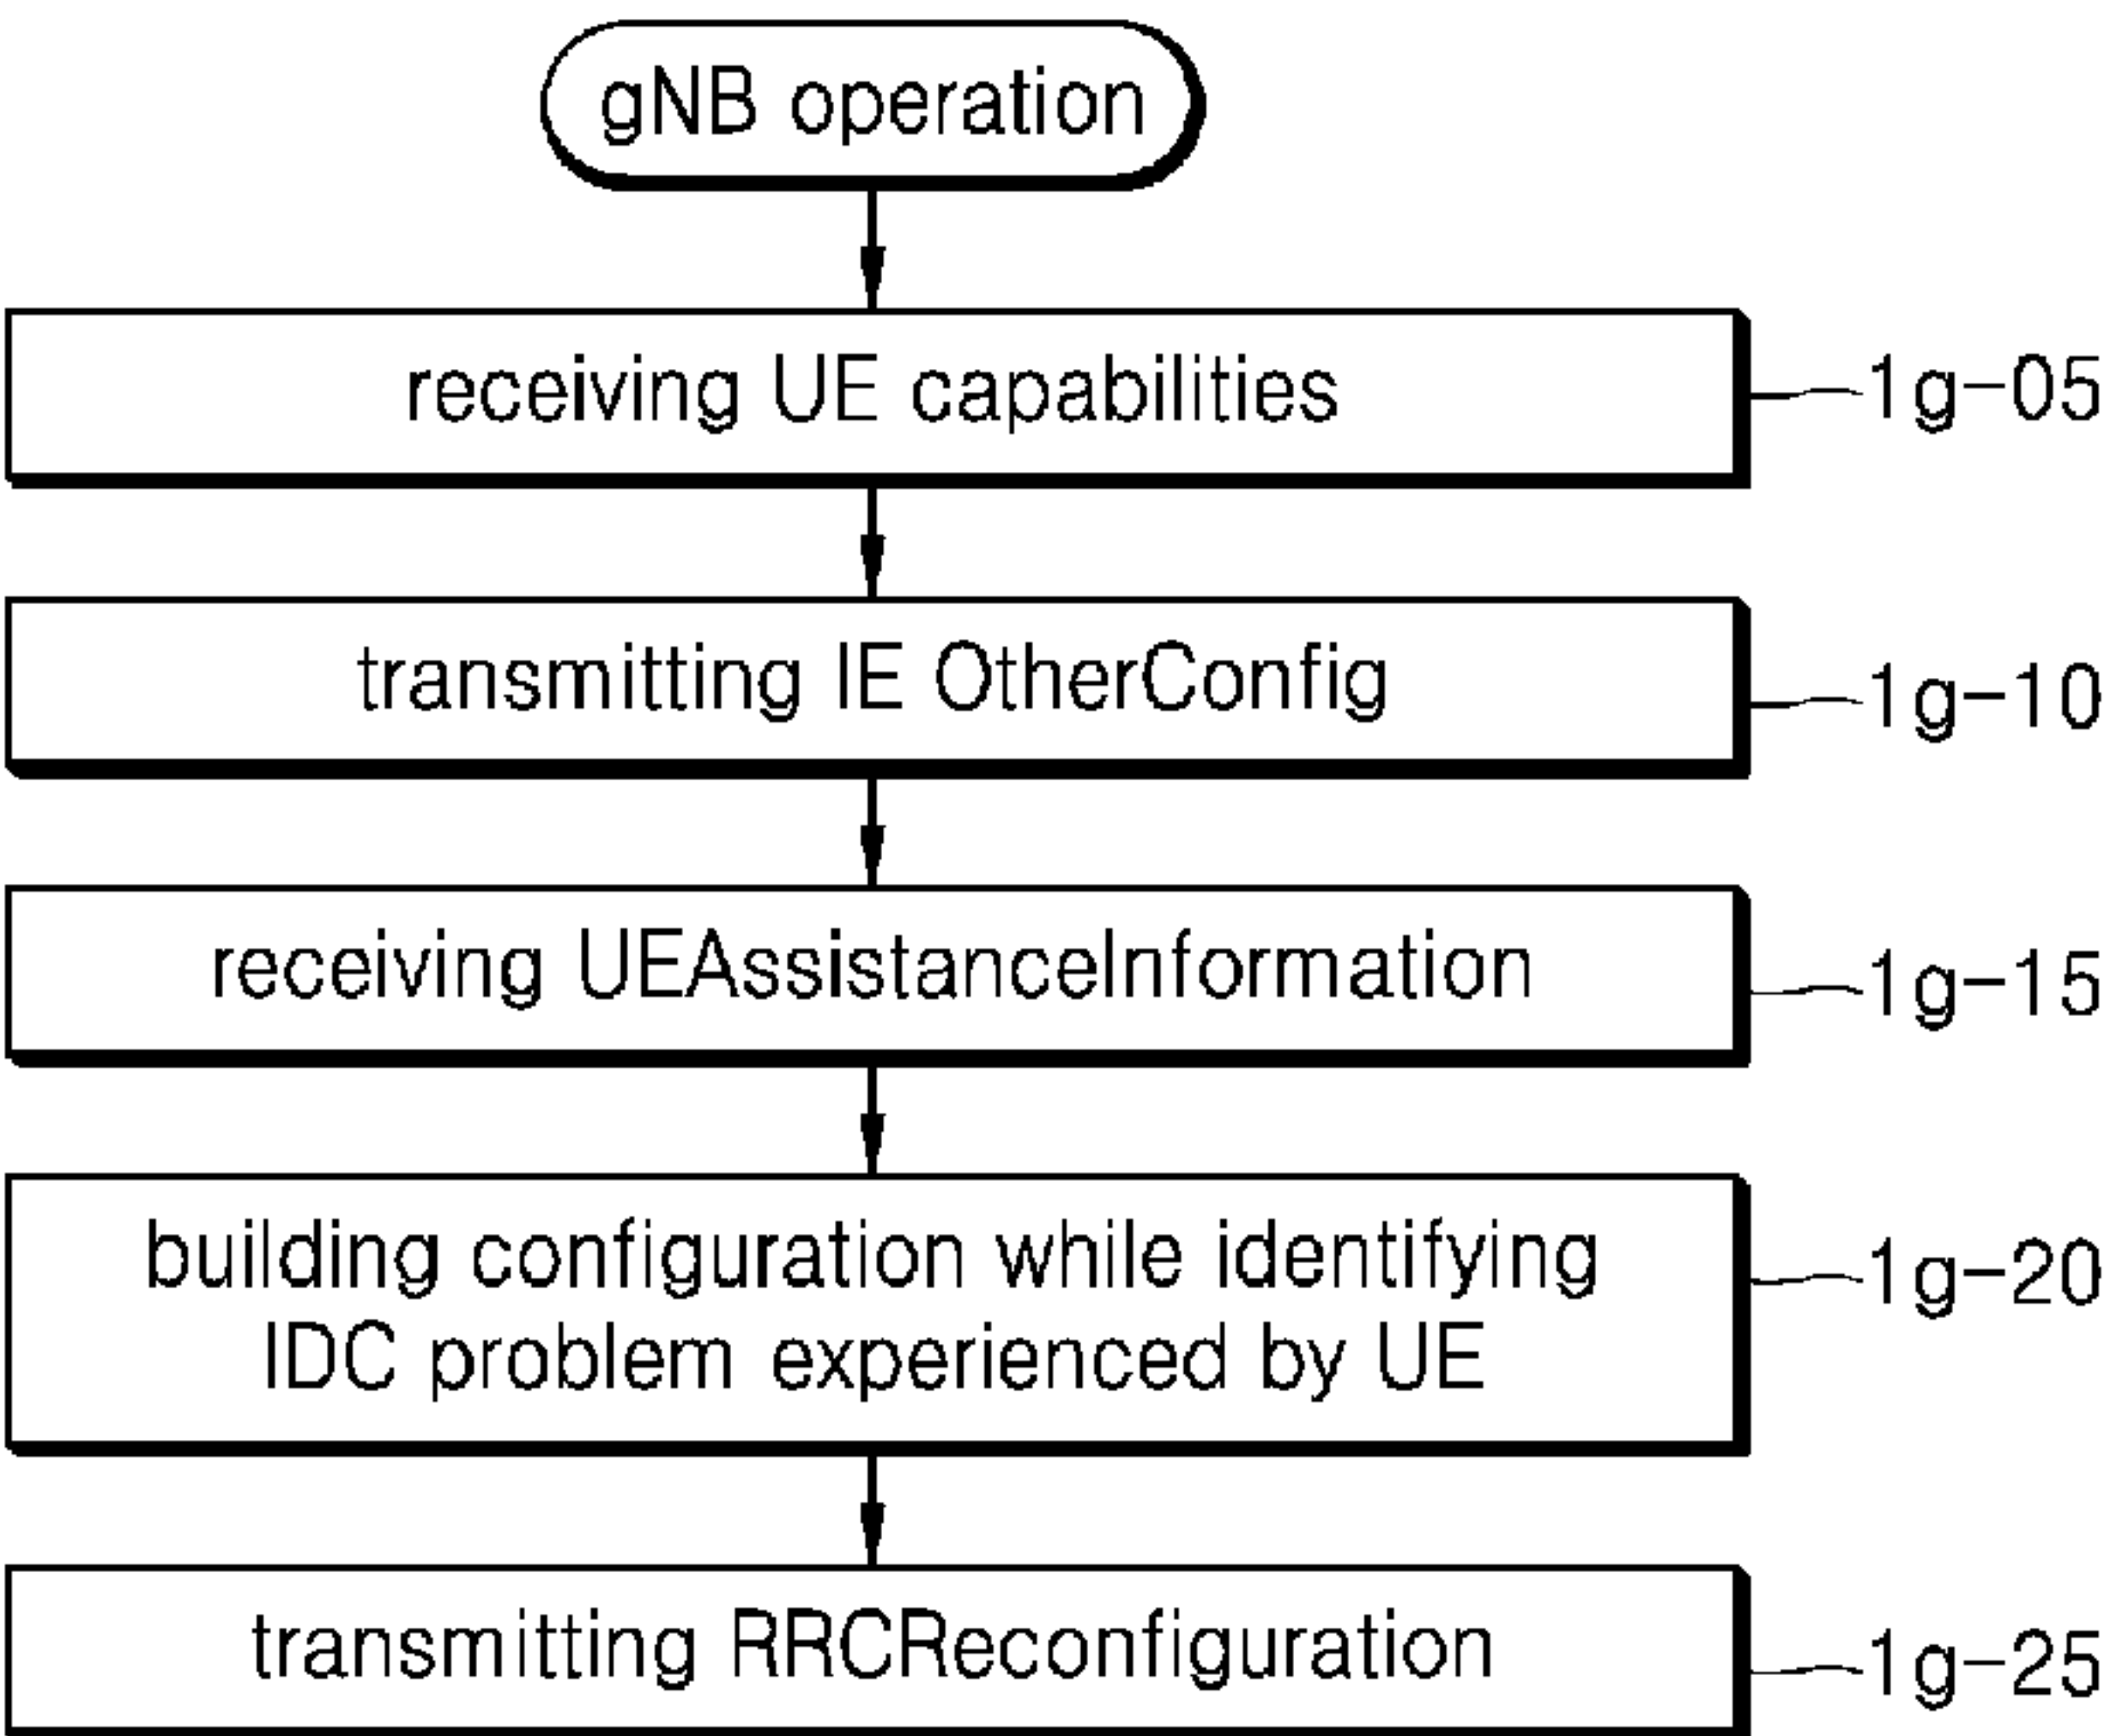 gNB operation
receiving UE capabilities
1g-05
transmitting IE OtherConfig
1g-10
receiving UEAssistanceInformation
1g-15
building configuration while identifying
IDC problem experienced by UE
1g-20
transmitting RRCReconfiguration
1g-25